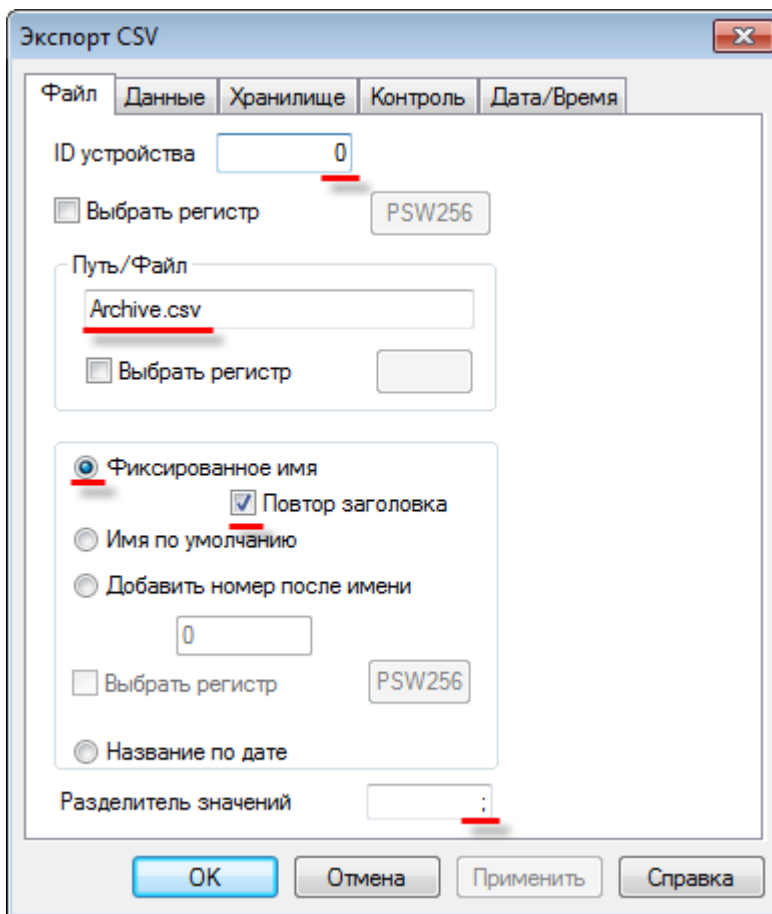 Экспорт CSV
Файл Данные Хранилище Контроль Дата/Время
ID устройства 0
Выбрать регистр PSW256
Путь/Файл
Archive.csv
Выбрать регистр
Фиксированное имя
Повтор заголовка
Имя по умолчанию
Добавить номер после имени
0
Выбрать регистр PSW256
Название по дате
Разделитель значений ;
OK Отмена Применить Справка